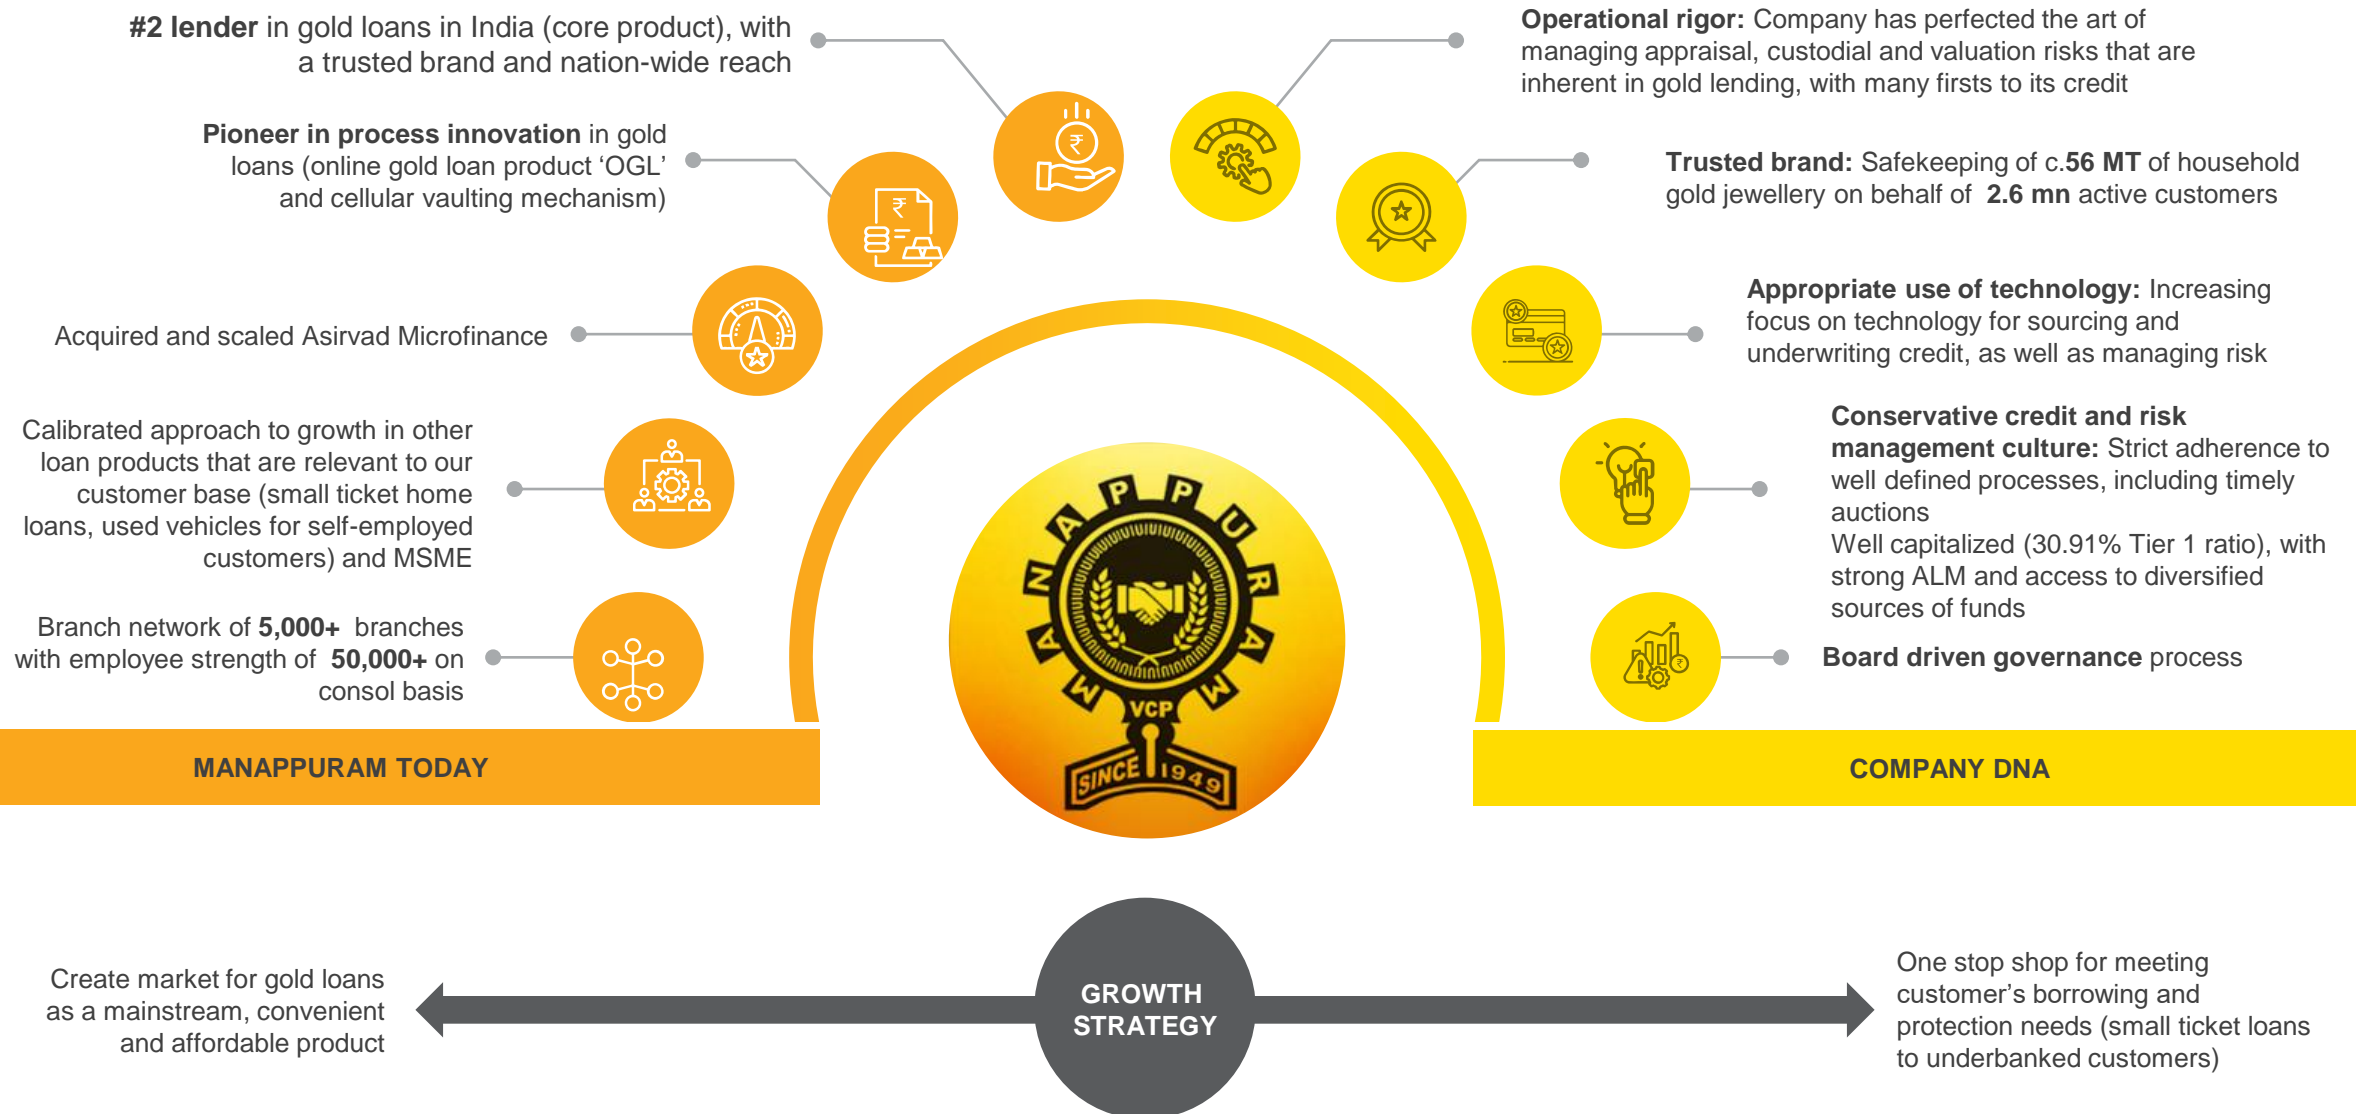 #2 lender in gold loans in India (core product), with
a trusted brand and nation-wide reach
Pioneer in process innovation in gold
loans (online gold loan product ‘OGL’
and cellular vaulting mechanism)
Acquired and scaled Asirvad Microfinance
Calibrated approach to growth in other
loan products that are relevant to our
customer base (small ticket home
loans, used vehicles for self-employed
customers) and MSME
Branch network of 5,000+ branches
with employee strength of 50,000+ on
consol basis
MANAPPURAM TODAY
Operational rigor: Company has perfected the art of
managing appraisal, custodial and valuation risks that are
inherent in gold lending, with many firsts to its credit
Trusted brand: Safekeeping of c.56 MT of household
gold jewellery on behalf of 2.6 mn active customers
Appropriate use of technology: Increasing
focus on technology for sourcing and
underwriting credit, as well as managing risk
Conservative credit and risk
management culture: Strict adherence to
well defined processes, including timely
auctions
Well capitalized (30.91% Tier 1 ratio), with
strong ALM and access to diversified
sources of funds
Board driven governance process
COMPANY DNA
MANAPPURAM
VCP
SINCE 1949
Create market for gold loans
as a mainstream, convenient
and affordable product
GROWTH
STRATEGY
One stop shop for meeting
customer’s borrowing and
protection needs (small ticket loans
to underbanked customers)